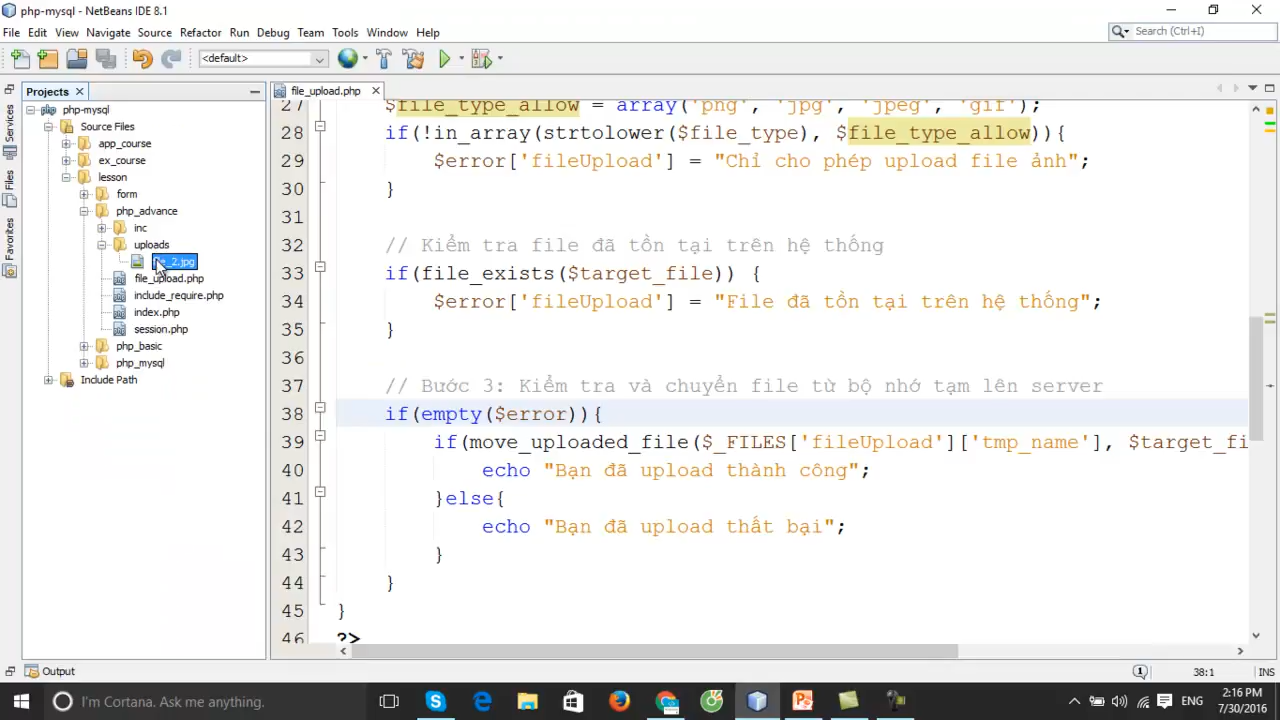 php-mysql - NetBeans IDE 8.1
File Edit View Navigate Source Refactor Run Debug Team Tools Window Help
Search (Ctrl+I)
<default>
Projects
file_upload.php
Services
Files
Favorites
php-mysql
Source Files
app_course
ex_course
lesson
form
php_advance
inc
uploads
_2.jpg
file_upload.php
include_require.php
index.php
session.php
php_basic
php_mysql
Include Path
27 $file_type_allow = array('png', 'jpg', 'jpeg', 'gif');
28 if(!in_array(strtolower($file_type), $file_type_allow)){
29 $error['fileUpload'] = "Chỉ cho phép upload file ảnh";
30 }
31
32 // Kiểm tra file đã tồn tại trên hệ thống
33 if(file_exists($target_file)) {
34 $error['fileUpload'] = "File đã tồn tại trên hệ thống";
35 }
36
37 // Bước 3: Kiểm tra và chuyển file từ bộ nhớ tạm lên server
38 if(empty($error)){
39 if(move_uploaded_file($_FILES['fileUpload']['tmp_name'], $target_fi
40 echo "Bạn đã upload thành công";
41 }else{
42 echo "Bạn đã upload thất bại";
43 }
44 }
45 }
46 ?>
Output
1
38:1
INS
I'm Cortana. Ask me anything.
ENG
2:16 PM
7/30/2016